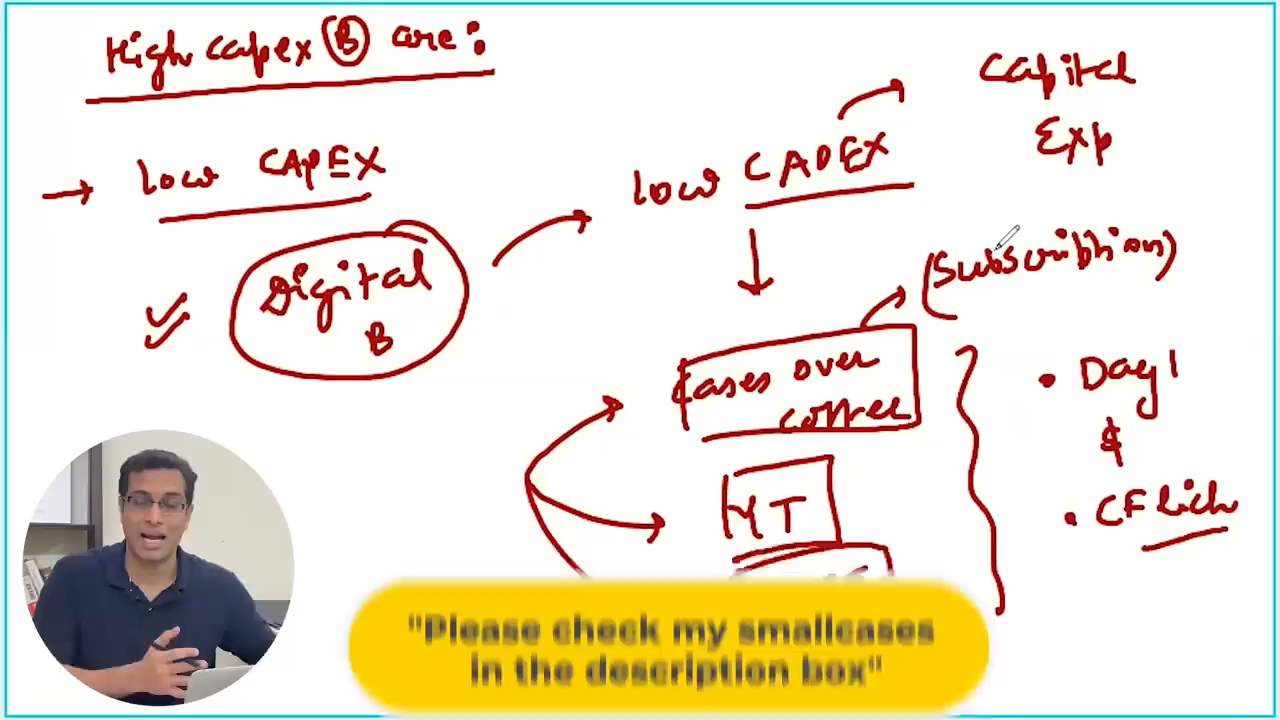 High capex B are:
→ low CAPEX
Digital
B
low CAPEX
Capital
Exp
(Subscription)
Cases over
coffee
YT
• Day 1
&
• CF rich
"Please check my smallcases
in the description box"